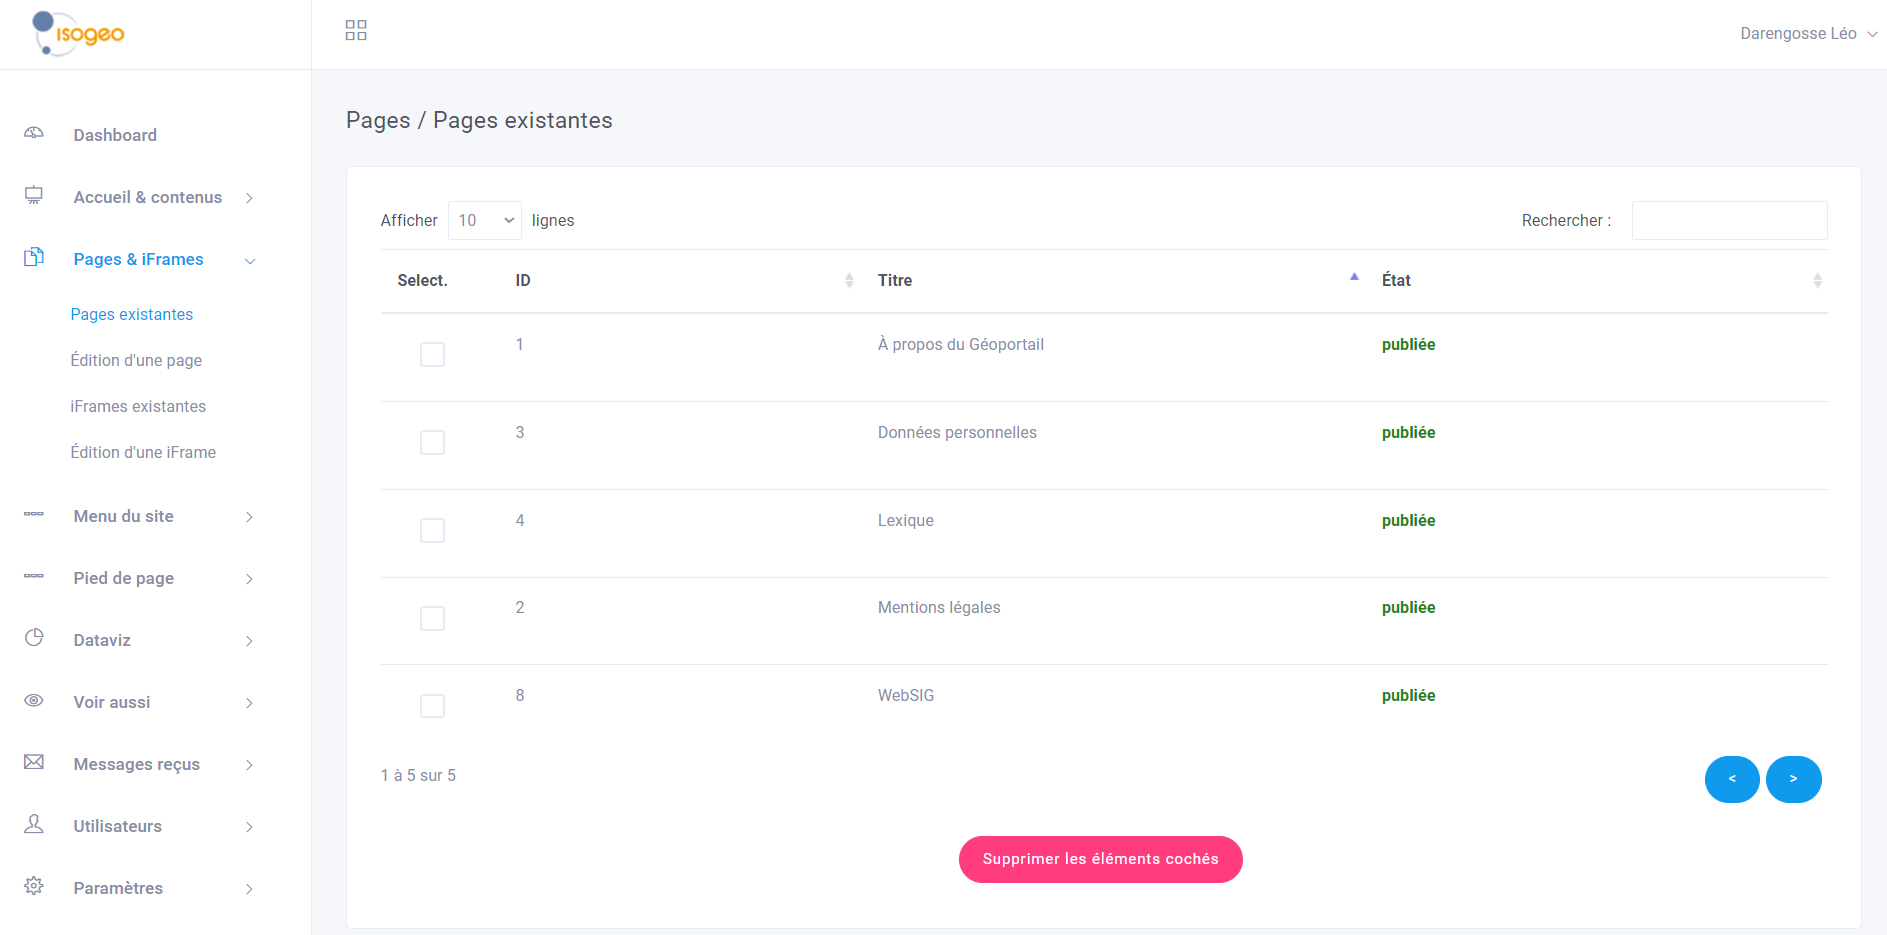 isogeo
Darengosse Léo
Dashboard
Accueil & contenus
Pages & iFrames
Pages existantes
Édition d'une page
iFrames existantes
Édition d'une iFrame
Menu du site
Pied de page
Dataviz
Voir aussi
Messages reçus
Utilisateurs
Paramètres
Pages / Pages existantes
Afficher 10 lignes Rechercher :
Select. ID Titre État
1 À propos du Géoportail publiée
3 Données personnelles publiée
4 Lexique publiée
2 Mentions légales publiée
8 WebSIG publiée
1 à 5 sur 5 < >
Supprimer les éléments cochés